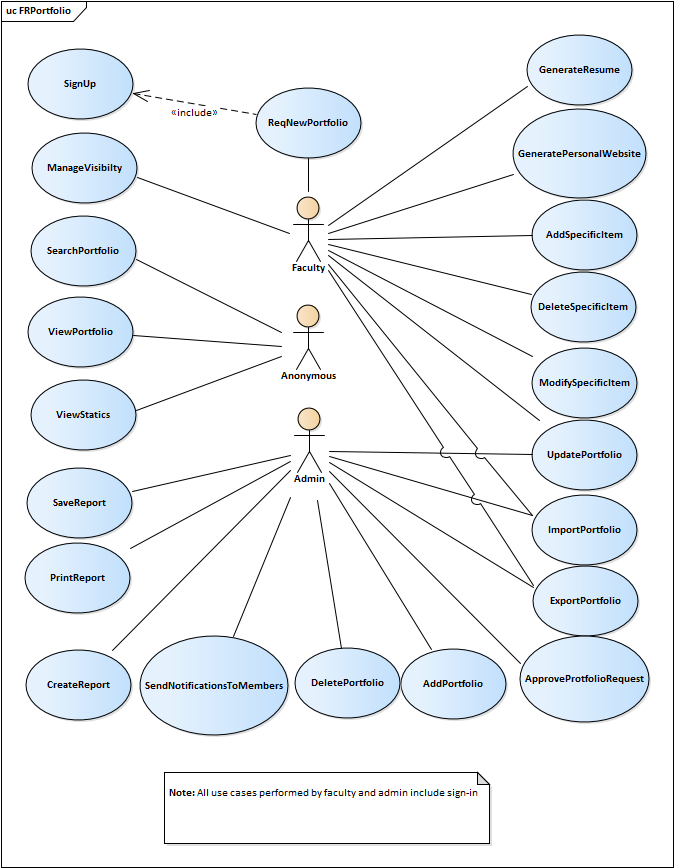 uc FRPortfolio
SignUp
«include»
ReqNewPortfolio
GenerateResume
ManageVisibilty
GeneratePersonalWebsite
SearchPortfolio
Faculty
AddSpecificItem
ViewPortfolio
DeleteSpecificItem
Anonymous
ModifySpecificItem
ViewStatics
UpdatePortfolio
Admin
SaveReport
ImportPortfolio
PrintReport
ExportPortfolio
CreateReport
SendNotificationsToMembers
DeletePortfolio
AddPortfolio
ApproveProtfolioRequest
Note: All use cases performed by faculty and admin include sign-in